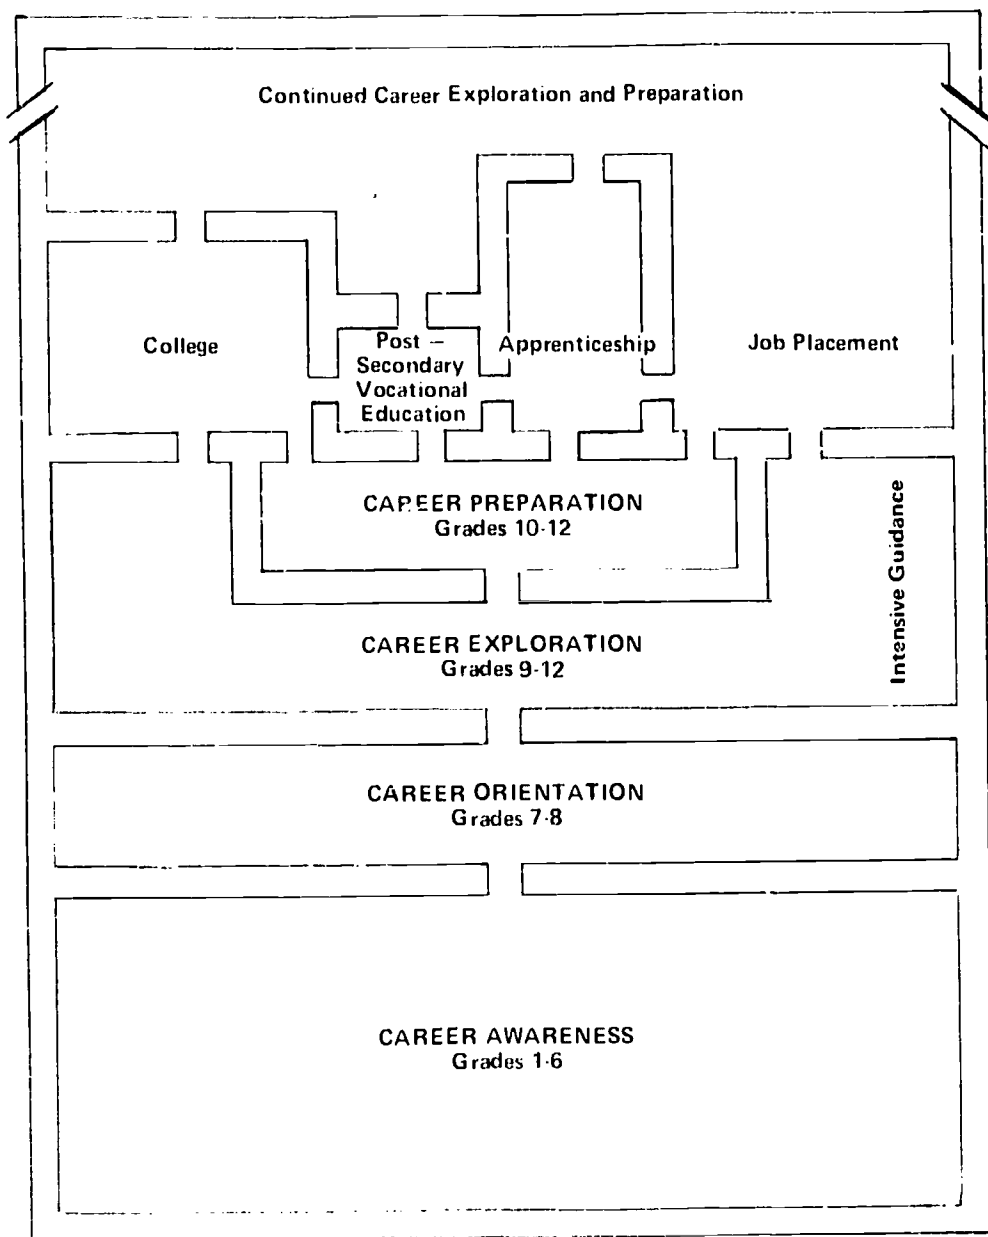 Continued Career Exploration and Preparation
College
Post –
Secondary
Vocational
Education
Apprenticeship
Job Placement
CAREER PREPARATION
Grades 10-12
Intensive Guidance
CAREER EXPLORATION
Grades 9-12
CAREER ORIENTATION
Grades 7-8
CAREER AWARENESS
Grades 1-6